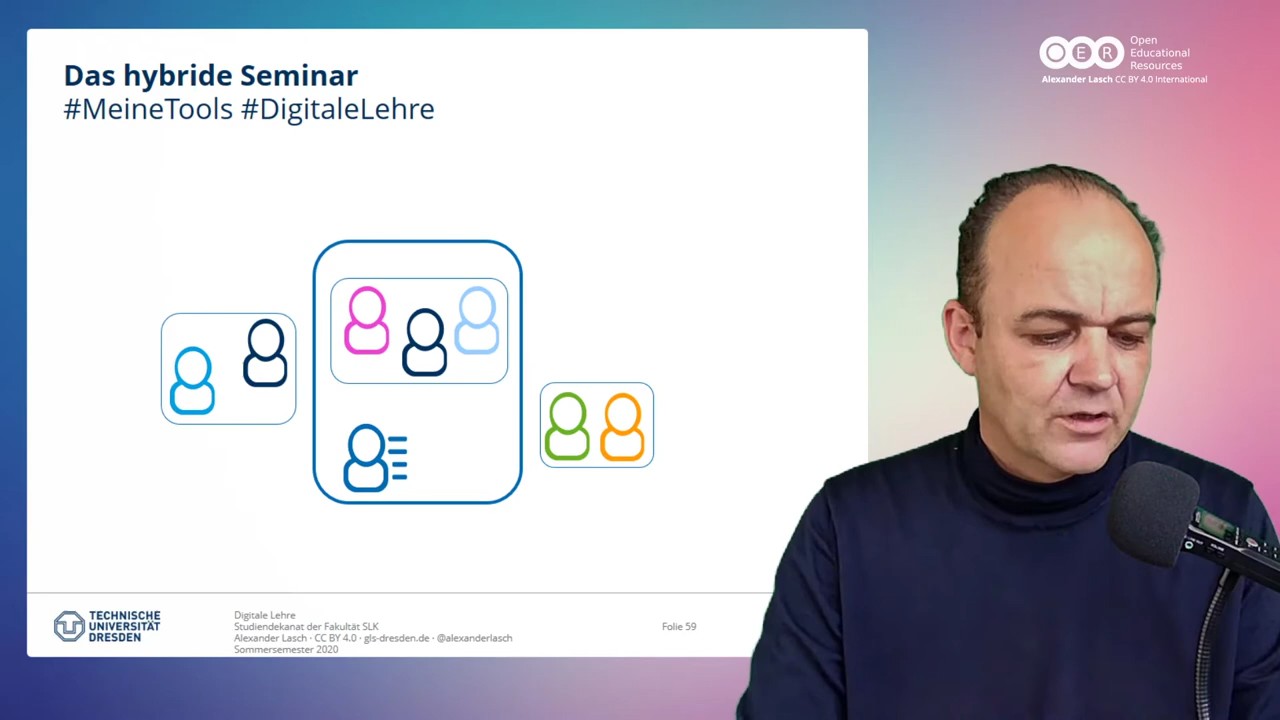 Das hybride Seminar
#MeineTools #DigitaleLehre
OER
Open
Educational
Resources
Alexander Lasch CC BY 4.0 International
TECHNISCHE
UNIVERSITÄT
DRESDEN
Digitale Lehre
Studiendekanat der Fakultät SLK
Alexander Lasch · CC BY 4.0 · gls-dresden.de · @alexanderlasch
Sommersemester 2020
Folie 59